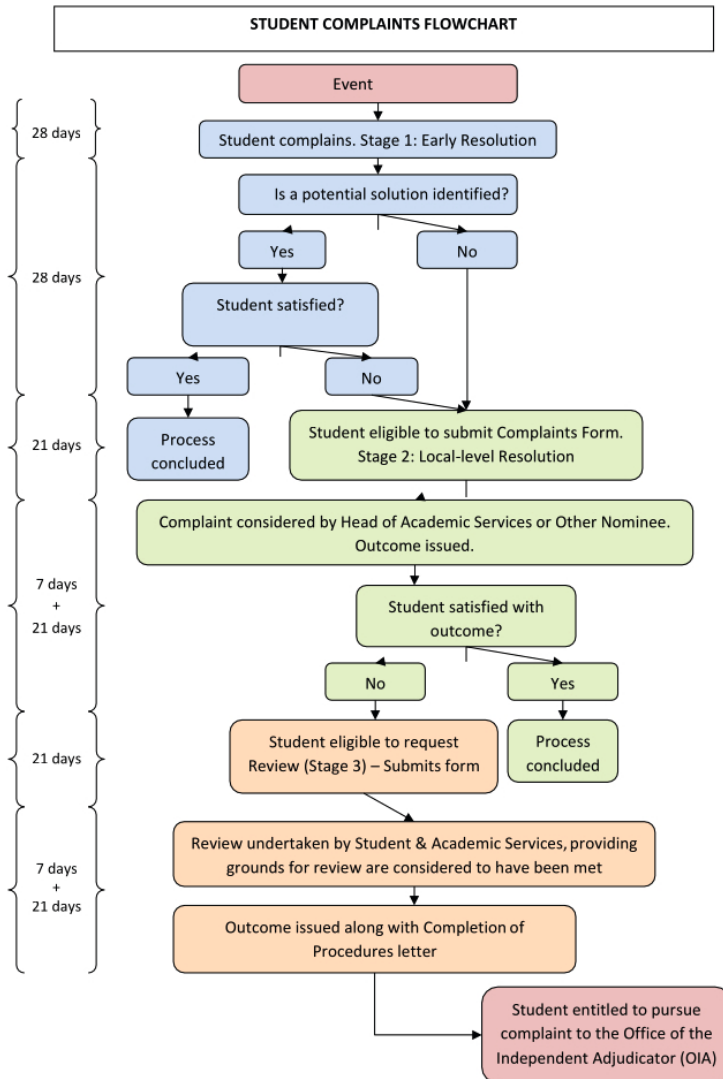 STUDENT COMPLAINTS FLOWCHART
Event
28 days
Student complains. Stage 1: Early Resolution
Is a potential solution identified?
Yes
No
28 days
Student satisfied?
Yes
No
21 days
Process
concluded
Student eligible to submit Complaints Form.
Stage 2: Local-level Resolution
Complaint considered by Head of Academic Services or Other Nominee.
Outcome issued.
7 days
+
21 days
Student satisfied with
outcome?
No
Yes
21 days
Student eligible to request
Review (Stage 3) – Submits form
Process
concluded
Review undertaken by Student & Academic Services, providing
grounds for review are considered to have been met
7 days
+
21 days
Outcome issued along with Completion of
Procedures letter
Student entitled to pursue
complaint to the Office of the
Independent Adjudicator (OIA)